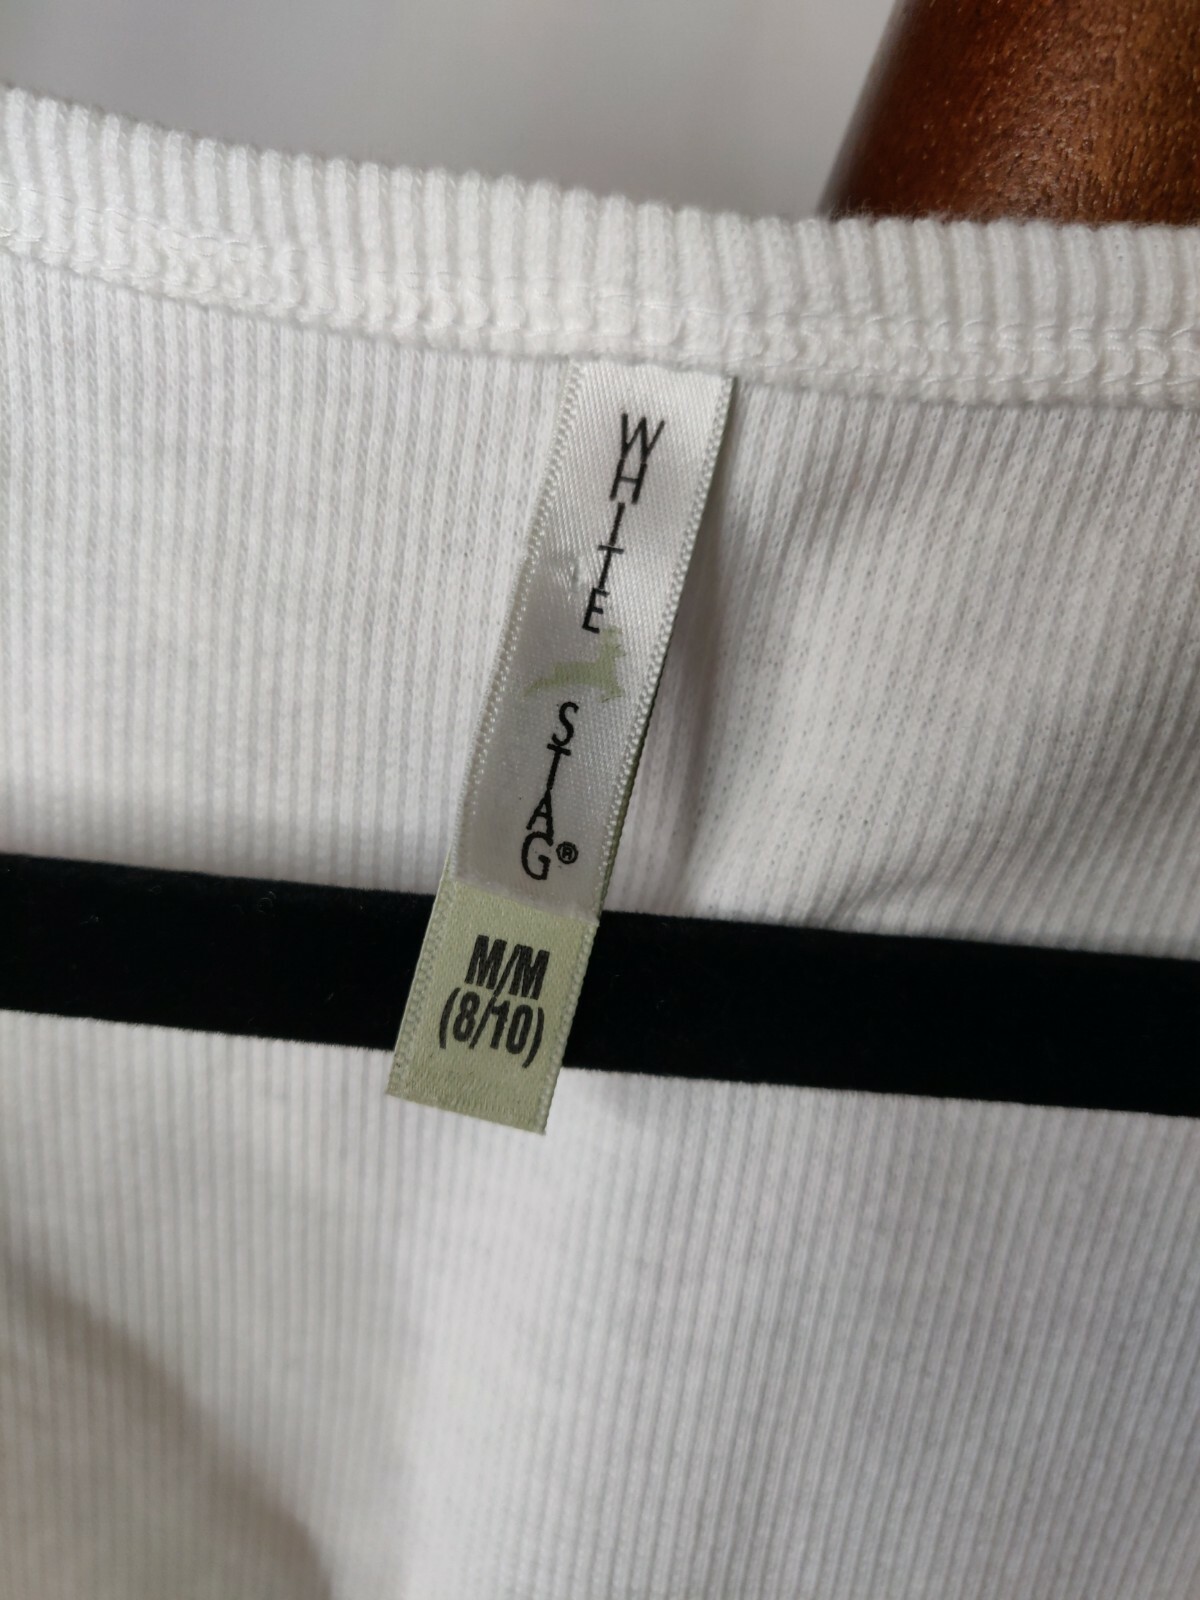 WHITE
STAG®
M/M
(8/10)